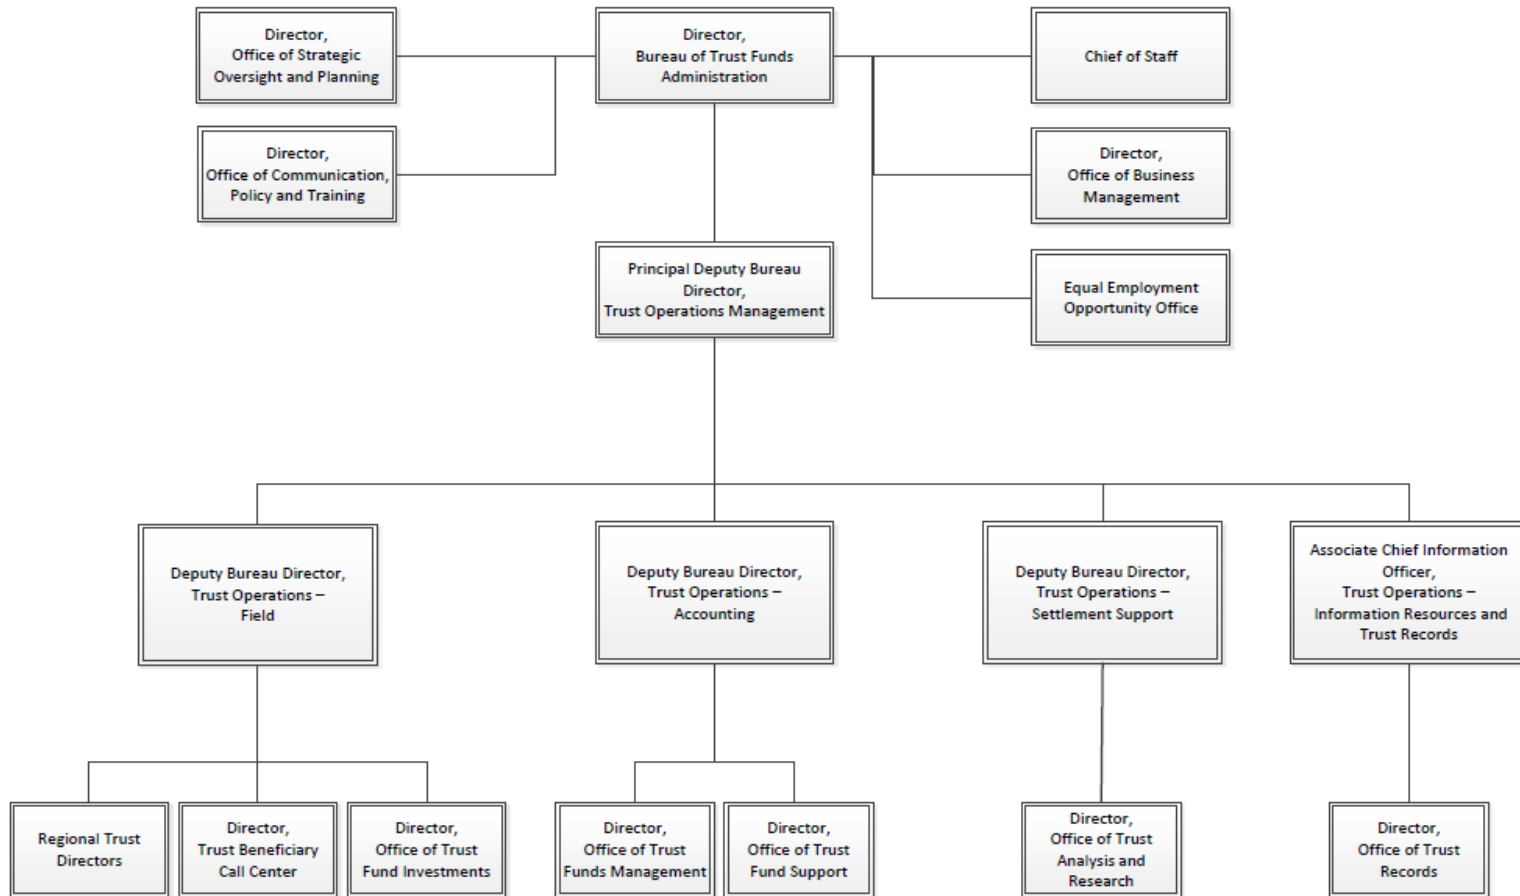 Director,
Office of Strategic
Oversight and Planning
Director,
Bureau of Trust Funds
Administration
Chief of Staff
Director,
Office of Communication,
Policy and Training
Director,
Office of Business
Management
Principal Deputy Bureau
Director,
Trust Operations Management
Equal Employment
Opportunity Office
Deputy Bureau Director,
Trust Operations –
Field
Deputy Bureau Director,
Trust Operations –
Accounting
Deputy Bureau Director,
Trust Operations –
Settlement Support
Associate Chief Information
Officer,
Trust Operations –
Information Resources and
Trust Records
Regional Trust
Directors
Director,
Trust Beneficiary
Call Center
Director,
Office of Trust
Fund Investments
Director,
Office of Trust
Funds Management
Director,
Office of Trust
Fund Support
Director,
Office of Trust
Analysis and
Research
Director,
Office of Trust
Records